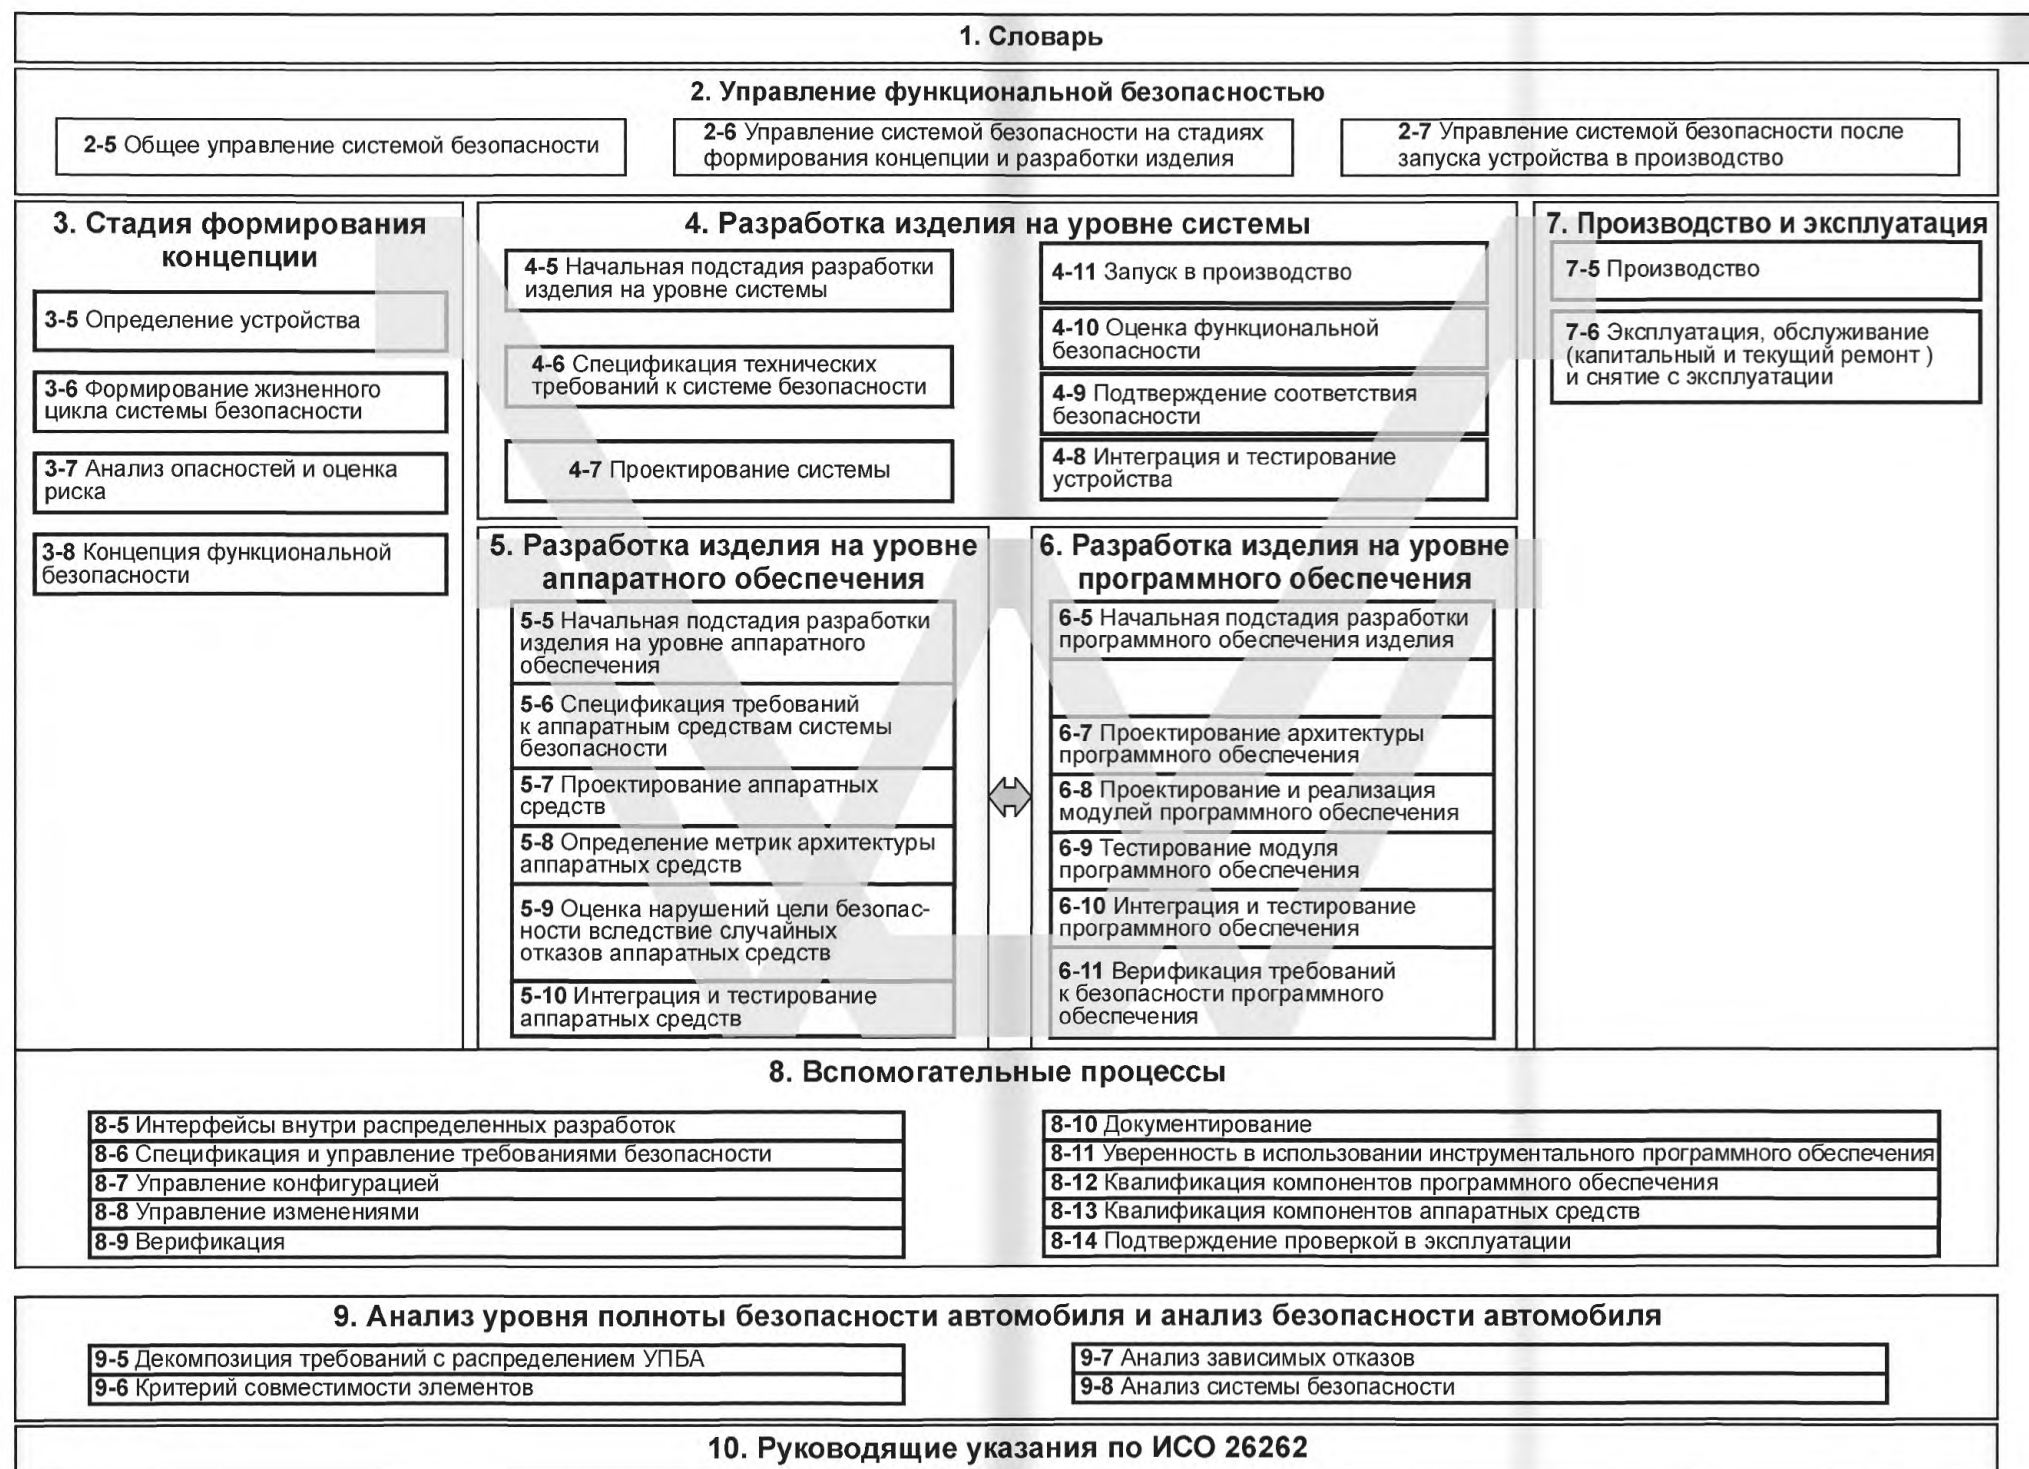 1. Словарь
2. Управление функциональной безопасностью
2-5 Общее управление системой безопасности
2-6 Управление системой безопасности на стадиях
формирования концепции и разработки изделия
2-7 Управление системой безопасности после
запуска устройства в производство
3. Стадия формирования
концепции
3-5 Определение устройства
3-6 Формирование жизненного
цикла системы безопасности
3-7 Анализ опасностей и оценка
риска
3-8 Концепция функциональной
безопасности
4. Разработка изделия на уровне системы
4-5 Начальная подстадия разработки
изделия на уровне системы
4-6 Спецификация технических
требований к системе безопасности
4-7 Проектирование системы
4-11 Запуск в производство
4-10 Оценка функциональной
безопасности
4-9 Подтверждение соответствия
безопасности
4-8 Интеграция и тестирование
устройства
7. Производство и эксплуатация
7-5 Производство
7-6 Эксплуатация, обслуживание
(капитальный и текущий ремонт )
и снятие с эксплуатации
5. Разработка изделия на уровне
аппаратного обеспечения
5-5 Начальная подстадия разработки
изделия на уровне аппаратного
обеспечения
5-6 Спецификация требований
к аппаратным средствам системы
безопасности
5-7 Проектирование аппаратных
средств
5-8 Определение метрик архитектуры
аппаратных средств
5-9 Оценка нарушений цели безопас-
ности вследствие случайных
отказов аппаратных средств
5-10 Интеграция и тестирование
аппаратных средств
6. Разработка изделия на уровне
программного обеспечения
6-5 Начальная подстадия разработки
программного обеспечения изделия
6-7 Проектирование архитектуры
программного обеспечения
6-8 Проектирование и реализация
модулей программного обеспечения
6-9 Тестирование модуля
программного обеспечения
6-10 Интеграция и тестирование
программного обеспечения
6-11 Верификация требований
к безопасности программного
обеспечения
8. Вспомогательные процессы
8-5 Интерфейсы внутри распределенных разработок
8-6 Спецификация и управление требованиями безопасности
8-7 Управление конфигурацией
8-8 Управление изменениями
8-9 Верификация
8-10 Документирование
8-11 Уверенность в использовании инструментального программного обеспечения
8-12 Квалификация компонентов программного обеспечения
8-13 Квалификация компонентов аппаратных средств
8-14 Подтверждение проверкой в эксплуатации
9. Анализ уровня полноты безопасности автомобиля и анализ безопасности автомобиля
9-5 Декомпозиция требований с распределением УПБА
9-6 Критерий совместимости элементов
9-7 Анализ зависимых отказов
9-8 Анализ системы безопасности
10. Руководящие указания по ИСО 26262